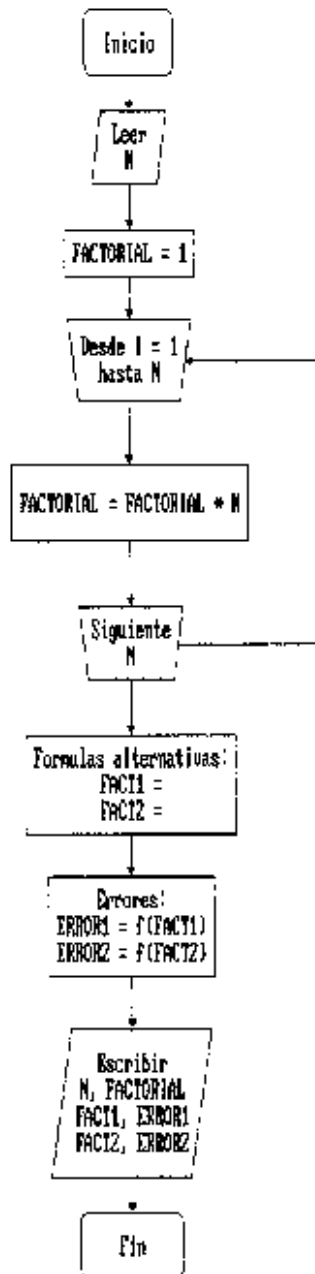 Inicio
Leer
N
FACTORIAL = 1
Desde I = 1
hasta N
FACTORIAL = FACTORIAL * N
Siguiente
N
Formulas alternativas:
FACT1 =
FACT2 =
Errores:
ERROR1 = f(FACT1)
ERROR2 = f(FACT2)
Escribir
N, FACTORIAL
FACT1, ERROR1
FACT2, ERROR2
Fin